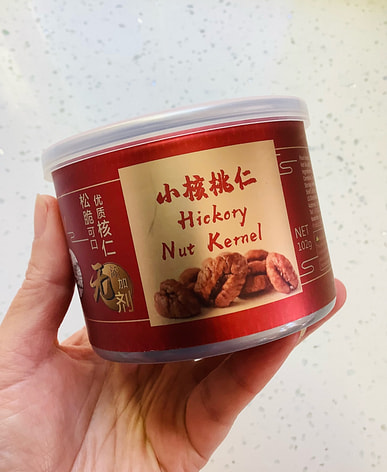 小核桃仁
Hickory
Nut Kernel
优质核仁
松脆可口
无添加剂
NET
102g